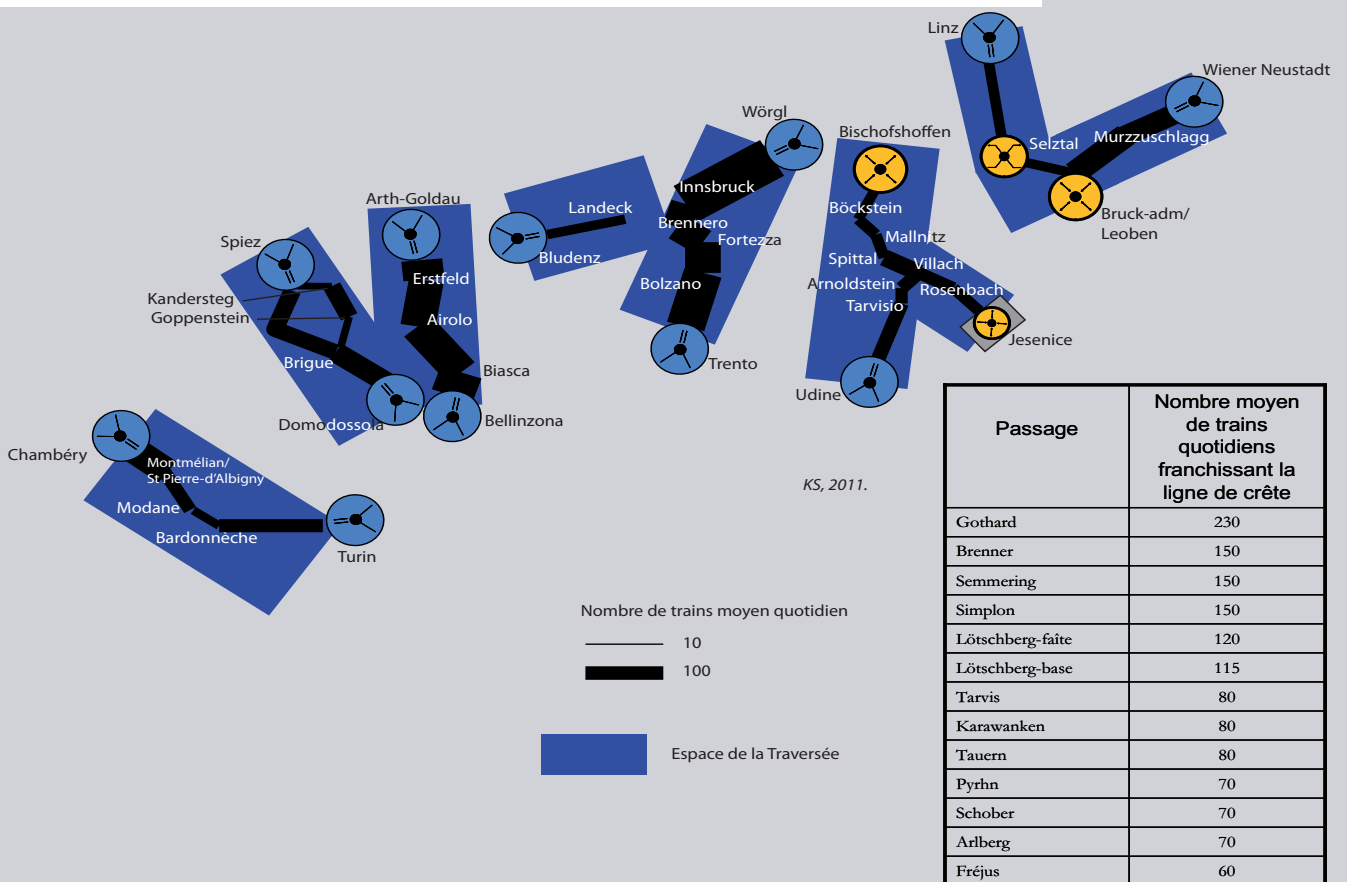 Linz
Wiener Neustadt
Wörgl
Bischofshoffen
Selztal
Murzzuschlagg
Arth-Goldau
Innsbruck
Landeck
Böckstein
Bruck-adm/
Leoben
Brennero
Spiez
Fortezza
Mallnitz
Bludenz
Spittal
Villach
Erstfeld
Bolzano
Arnoldstein
Rosenbach
Kandersteg
Tarvisio
Goppenstein
Airolo
Jesenice
Brigue
Biasca
Trento
Udine
Domodossola
Bellinzona
Chambéry
Montmélian/
St Pierre-d'Albigny
Modane
Bardonnèche
Turin
KS, 2011.
Nombre de trains moyen quotidien
10
100
Espace de la Traversée
Passage
Nombre moyen
de trains
quotidiens
franchissant la
ligne de crête
Gothard 230
Brenner 150
Semmering 150
Simplon 150
Lötschberg-faîte 120
Lötschberg-base 115
Tarvis 80
Karawanken 80
Tauern 80
Pyrhn 70
Schober 70
Arlberg 70
Fréjus 60